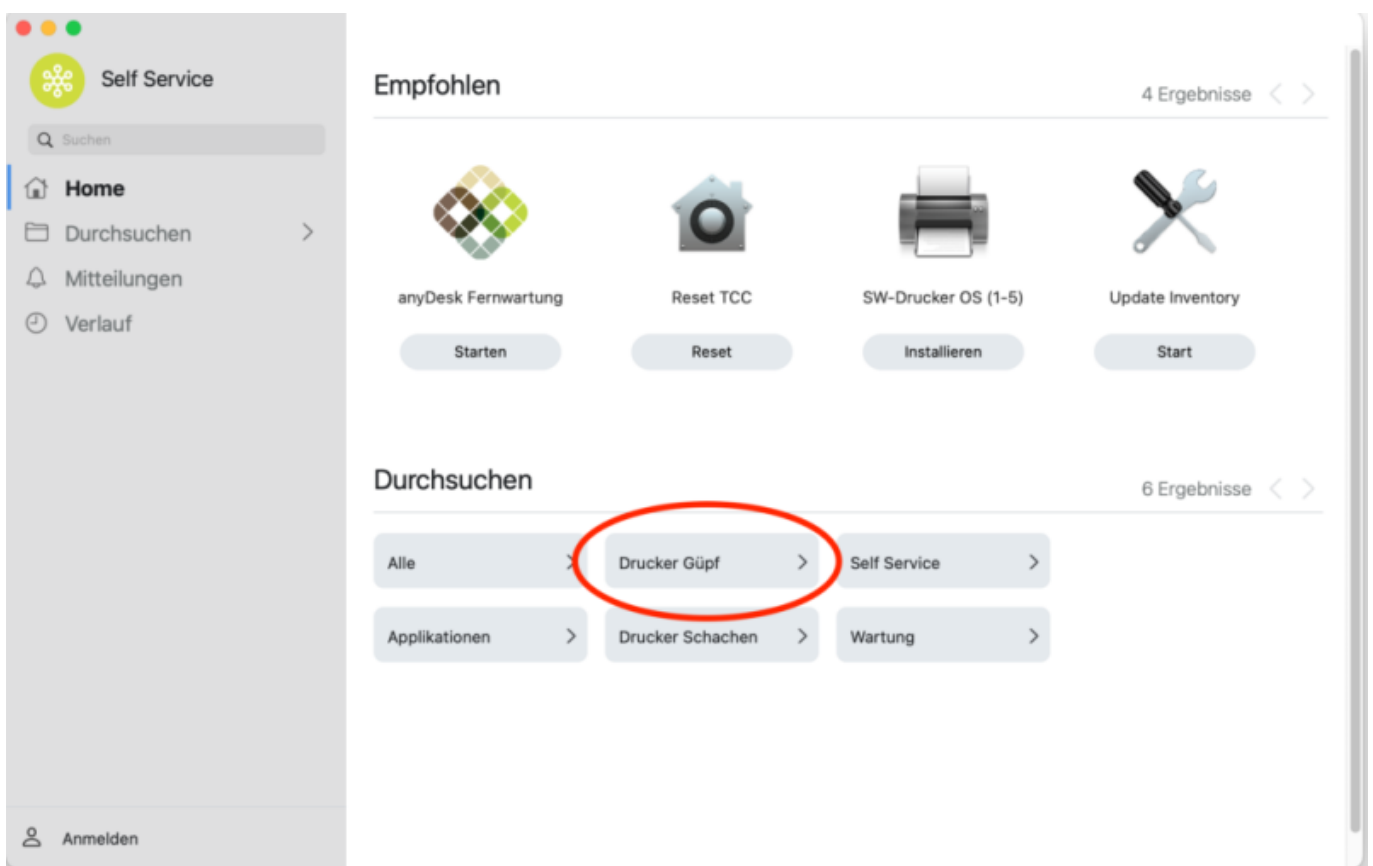 Self Service
Suchen
Home
Durchsuchen
Mitteilungen
Verlauf
Anmelden
Empfohlen
4 Ergebnisse
anyDesk Fernwartung
Reset TCC
SW-Drucker OS (1-5)
Update Inventory
Starten
Reset
Installieren
Start
Durchsuchen
6 Ergebnisse
Alle
Drucker Güpf
Self Service
Applikationen
Drucker Schachen
Wartung